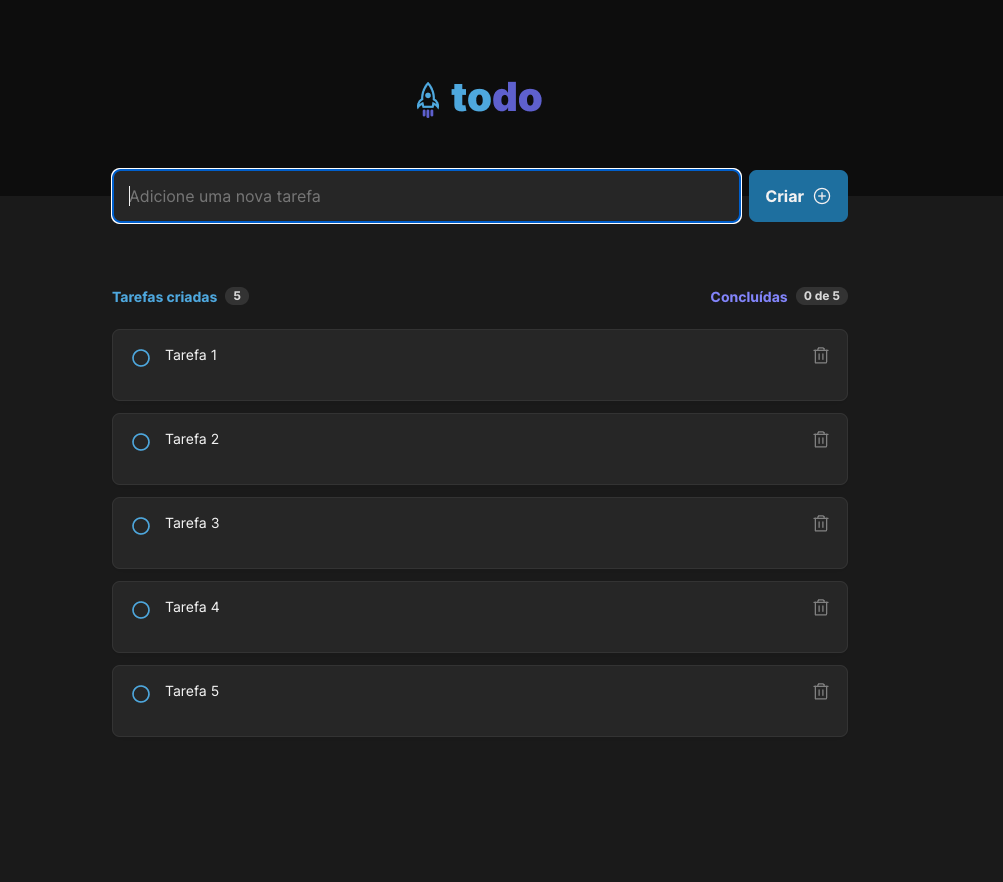 todo
Adicione uma nova tarefa
Criar
Tarefas criadas 5
Concluídas 0 de 5
Tarefa 1
Tarefa 2
Tarefa 3
Tarefa 4
Tarefa 5